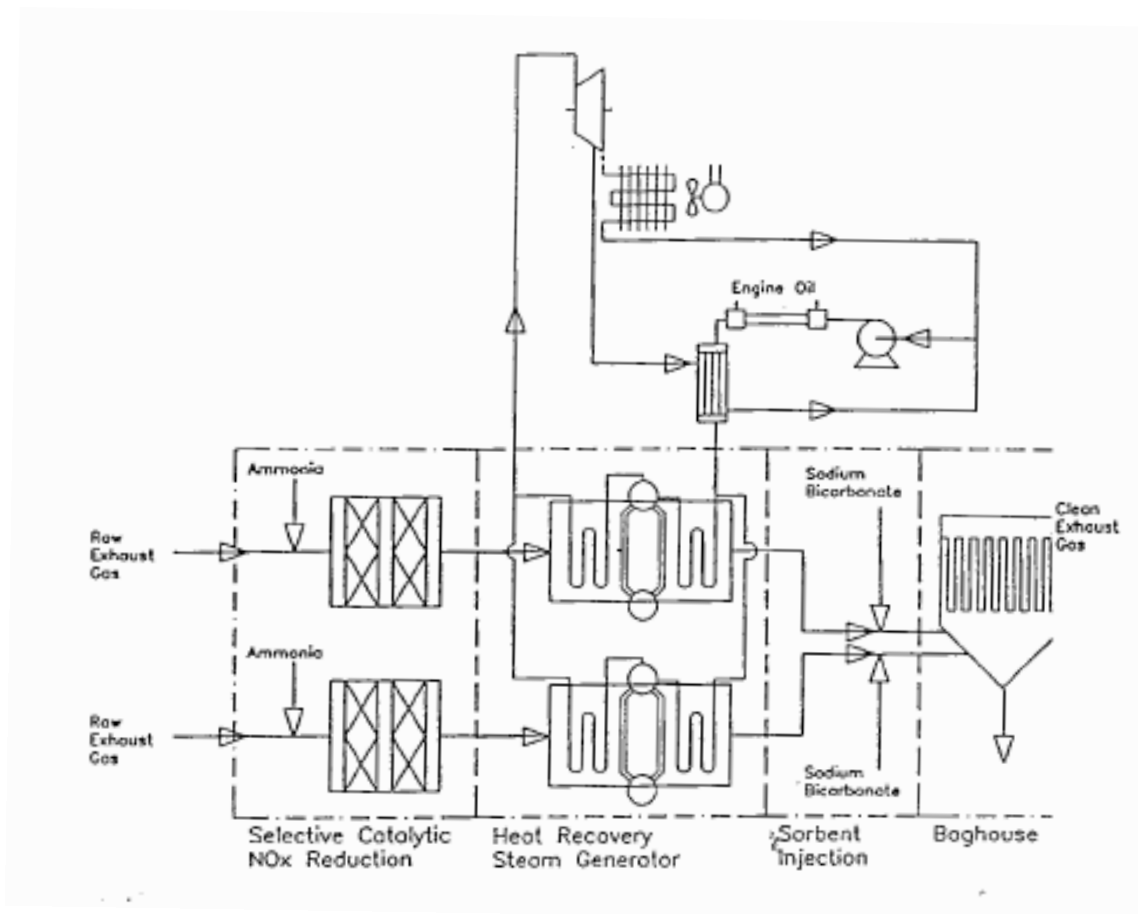 Engine Oil
Ammonia
Raw
Exhaust
Gas
Sodium
Bicarbonate
Clean
Exhaust
Gas
Ammonia
Raw
Exhaust
Gas
Sodium
Bicarbonate
Selective Catalytic
NOx Reduction
Heat Recovery
Steam Generator
Sorbent
Injection
Baghouse